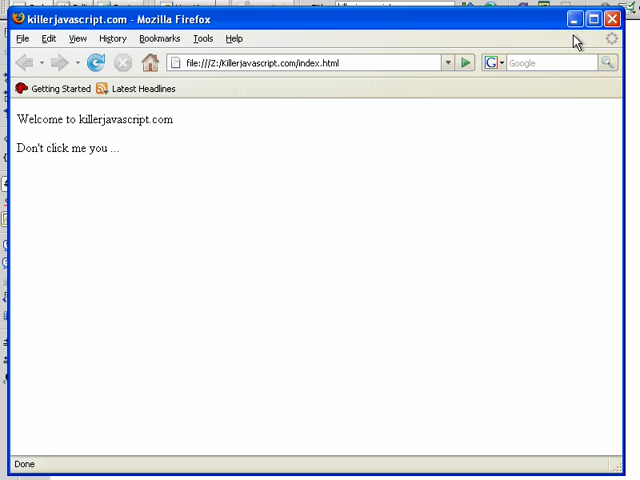 killerjavascript.com - Mozilla Firefox
File Edit View History Bookmarks Tools Help
file:///Z:/Killerjavascript.com/index.html
G Google
Getting Started Latest Headlines
Welcome to killerjavascript.com
Don't click me you ...
Done